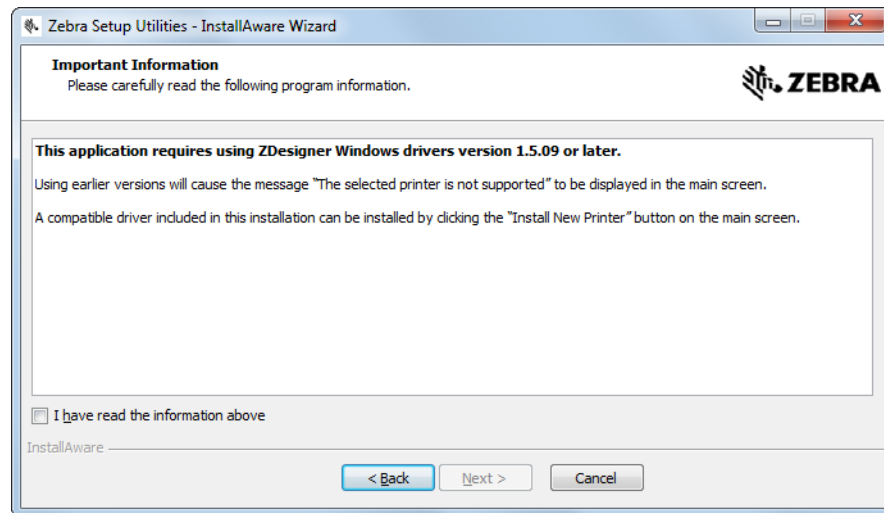 Zebra Setup Utilities - InstallAware Wizard
Important Information
Please carefully read the following program information.
ZEBRA
This application requires using ZDesigner Windows drivers version 1.5.09 or later.
Using earlier versions will cause the message “The selected printer is not supported” to be displayed in the main screen.
A compatible driver included in this installation can be installed by clicking the “Install New Printer” button on the main screen.
I have read the information above
InstallAware
< Back Next > Cancel